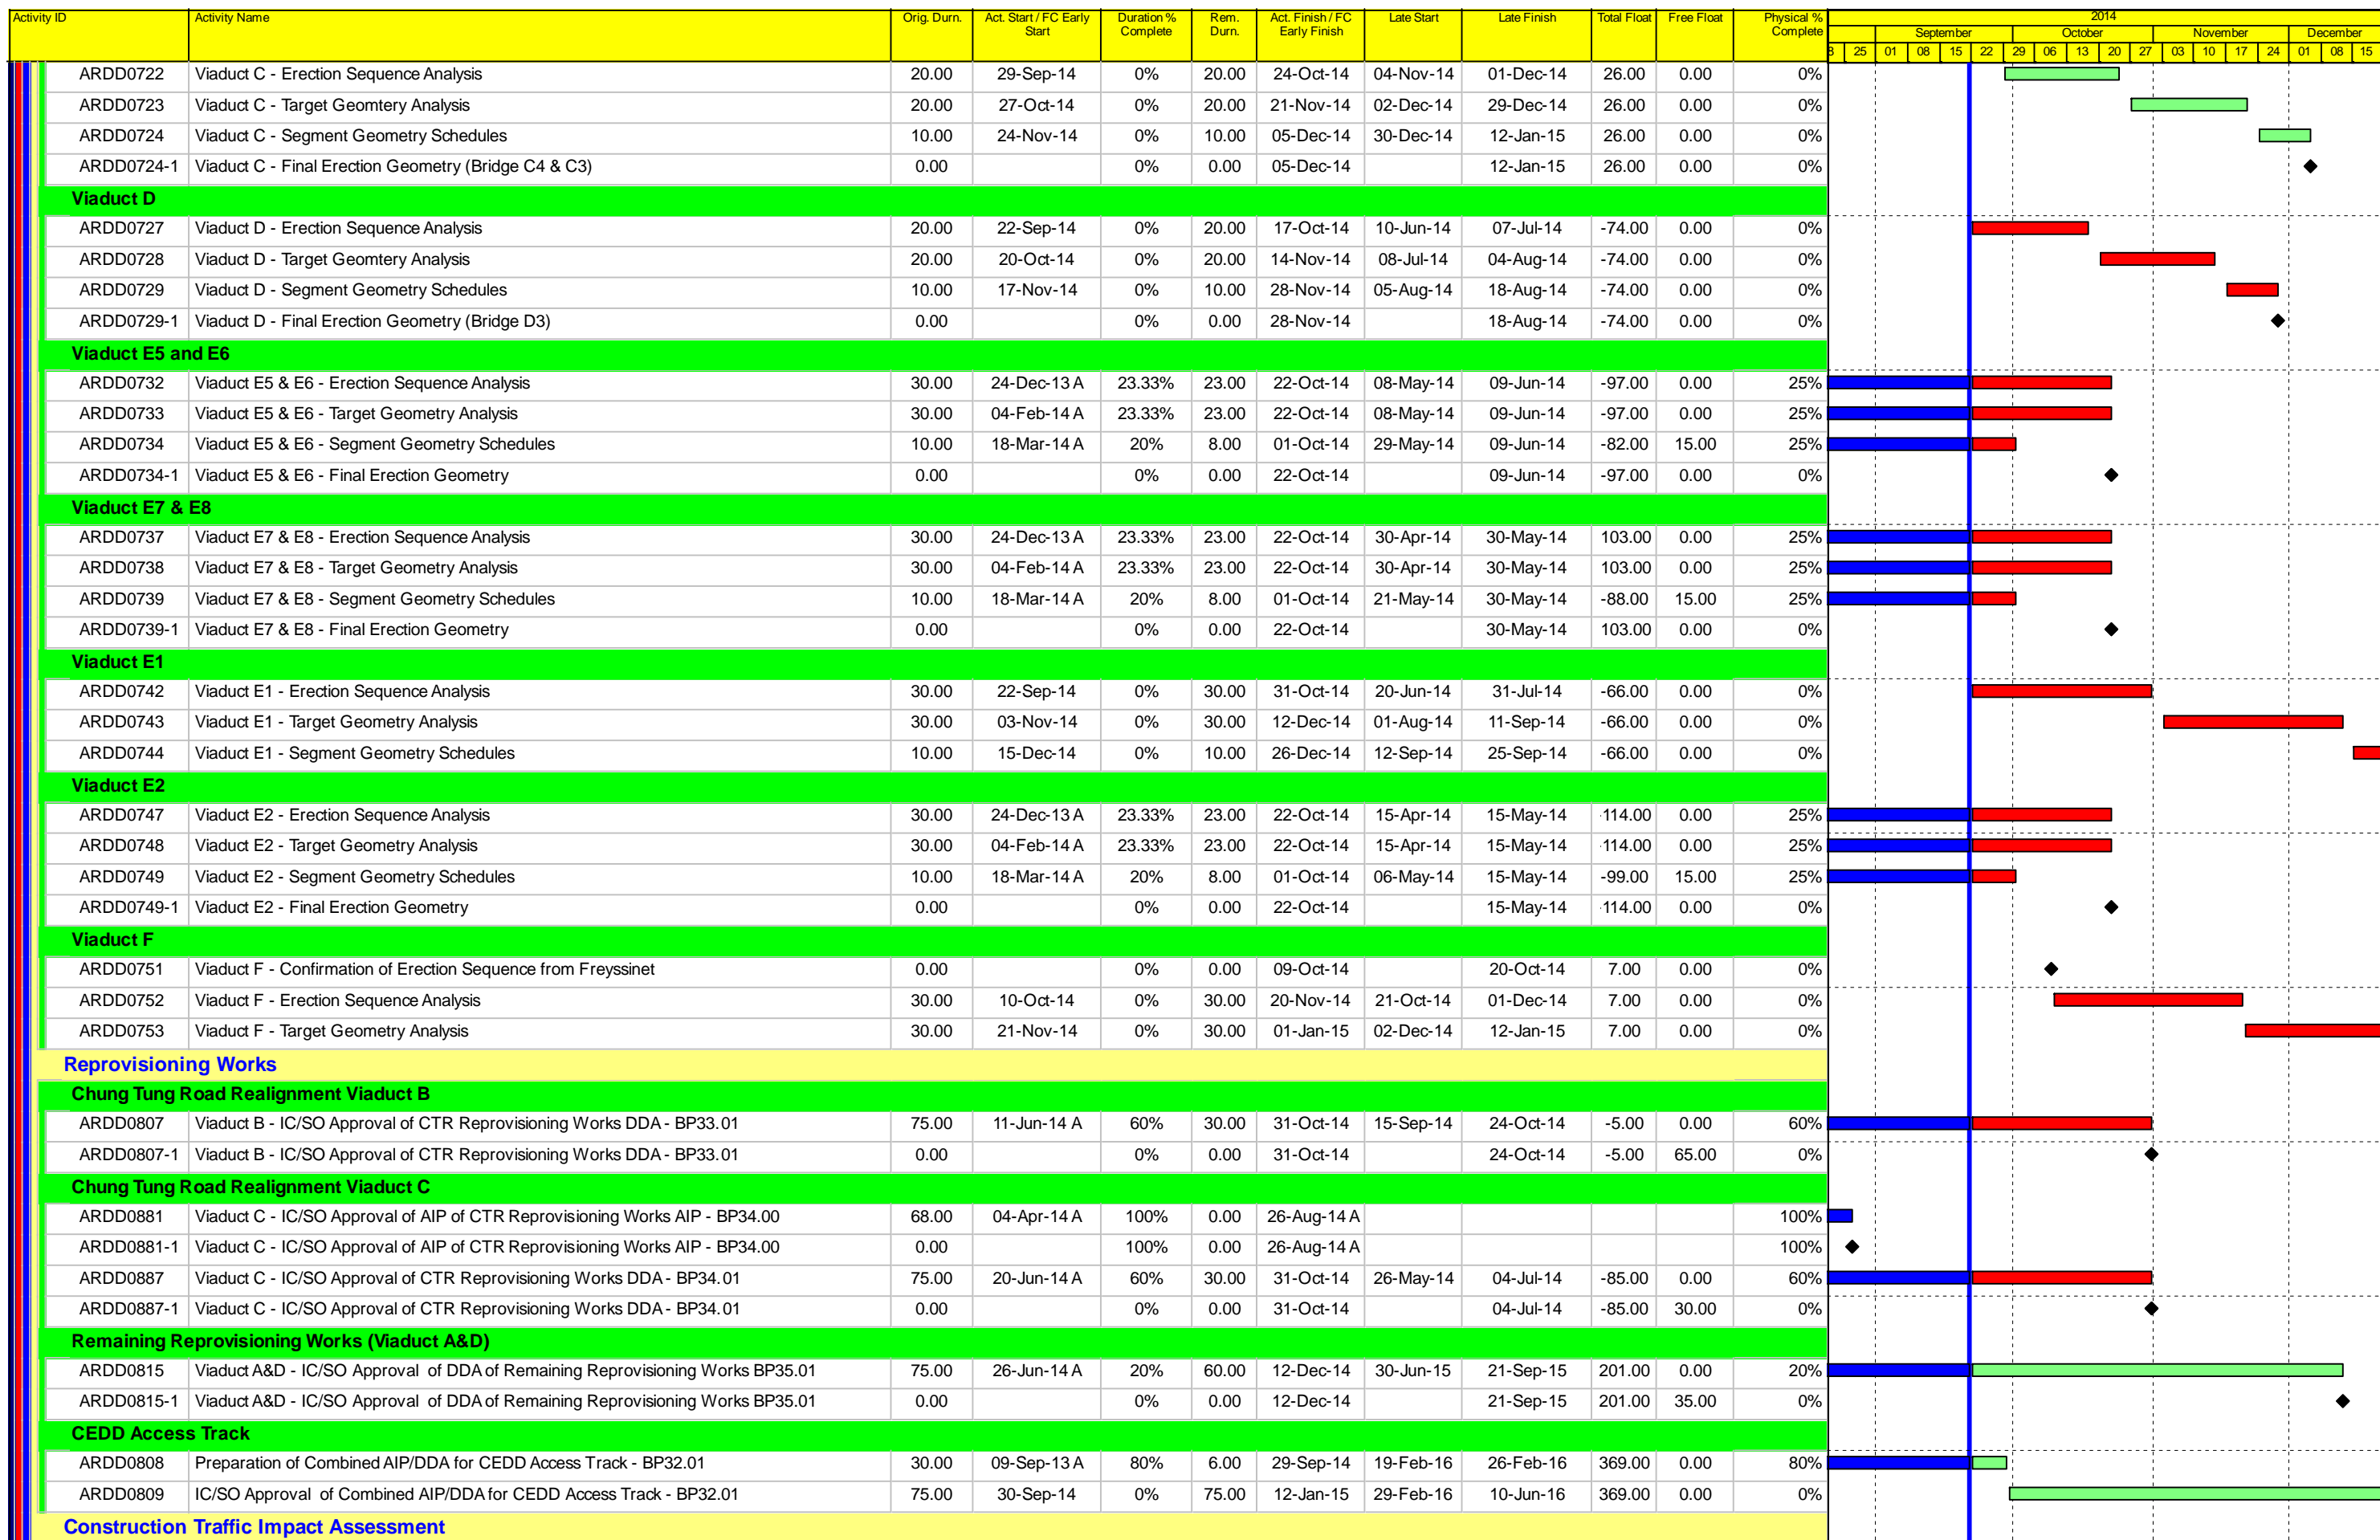 Activity ID Activity Name Orig. Durn. Act. Start / FC Early Start Duration % Complete Rem. Durn. Act. Finish / FC Early Finish Late Start Late Finish Total Float Free Float Physical % Complete 2014
September October November December
8 25 01 08 15 22 29 06 13 20 27 03 10 17 24 01 08 15
ARDD0722 Viaduct C - Erection Sequence Analysis 20.00 29-Sep-14 0% 20.00 24-Oct-14 04-Nov-14 01-Dec-14 26.00 0.00 0%
ARDD0723 Viaduct C - Target Geomtery Analysis 20.00 27-Oct-14 0% 20.00 21-Nov-14 02-Dec-14 29-Dec-14 26.00 0.00 0%
ARDD0724 Viaduct C - Segment Geometry Schedules 10.00 24-Nov-14 0% 10.00 05-Dec-14 30-Dec-14 12-Jan-15 26.00 0.00 0%
ARDD0724-1 Viaduct C - Final Erection Geometry (Bridge C4 & C3) 0.00 0% 0.00 05-Dec-14 12-Jan-15 26.00 0.00 0%
Viaduct D
ARDD0727 Viaduct D - Erection Sequence Analysis 20.00 22-Sep-14 0% 20.00 17-Oct-14 10-Jun-14 07-Jul-14 -74.00 0.00 0%
ARDD0728 Viaduct D - Target Geomtery Analysis 20.00 20-Oct-14 0% 20.00 14-Nov-14 08-Jul-14 04-Aug-14 -74.00 0.00 0%
ARDD0729 Viaduct D - Segment Geometry Schedules 10.00 17-Nov-14 0% 10.00 28-Nov-14 05-Aug-14 18-Aug-14 -74.00 0.00 0%
ARDD0729-1 Viaduct D - Final Erection Geometry (Bridge D3) 0.00 0% 0.00 28-Nov-14 18-Aug-14 -74.00 0.00 0%
Viaduct E5 and E6
ARDD0732 Viaduct E5 & E6 - Erection Sequence Analysis 30.00 24-Dec-13 A 23.33% 23.00 22-Oct-14 08-May-14 09-Jun-14 -97.00 0.00 25%
ARDD0733 Viaduct E5 & E6 - Target Geometry Analysis 30.00 04-Feb-14 A 23.33% 23.00 22-Oct-14 08-May-14 09-Jun-14 -97.00 0.00 25%
ARDD0734 Viaduct E5 & E6 - Segment Geometry Schedules 10.00 18-Mar-14 A 20% 8.00 01-Oct-14 29-May-14 09-Jun-14 -82.00 15.00 25%
ARDD0734-1 Viaduct E5 & E6 - Final Erection Geometry 0.00 0% 0.00 22-Oct-14 09-Jun-14 -97.00 0.00 0%
Viaduct E7 & E8
ARDD0737 Viaduct E7 & E8 - Erection Sequence Analysis 30.00 24-Dec-13 A 23.33% 23.00 22-Oct-14 30-Apr-14 30-May-14 103.00 0.00 25%
ARDD0738 Viaduct E7 & E8 - Target Geometry Analysis 30.00 04-Feb-14 A 23.33% 23.00 22-Oct-14 30-Apr-14 30-May-14 103.00 0.00 25%
ARDD0739 Viaduct E7 & E8 - Segment Geometry Schedules 10.00 18-Mar-14 A 20% 8.00 01-Oct-14 21-May-14 30-May-14 -88.00 15.00 25%
ARDD0739-1 Viaduct E7 & E8 - Final Erection Geometry 0.00 0% 0.00 22-Oct-14 30-May-14 103.00 0.00 0%
Viaduct E1
ARDD0742 Viaduct E1 - Erection Sequence Analysis 30.00 22-Sep-14 0% 30.00 31-Oct-14 20-Jun-14 31-Jul-14 -66.00 0.00 0%
ARDD0743 Viaduct E1 - Target Geometry Analysis 30.00 03-Nov-14 0% 30.00 12-Dec-14 01-Aug-14 11-Sep-14 -66.00 0.00 0%
ARDD0744 Viaduct E1 - Segment Geometry Schedules 10.00 15-Dec-14 0% 10.00 26-Dec-14 12-Sep-14 25-Sep-14 -66.00 0.00 0%
Viaduct E2
ARDD0747 Viaduct E2 - Erection Sequence Analysis 30.00 24-Dec-13 A 23.33% 23.00 22-Oct-14 15-Apr-14 15-May-14 -114.00 0.00 25%
ARDD0748 Viaduct E2 - Target Geometry Analysis 30.00 04-Feb-14 A 23.33% 23.00 22-Oct-14 15-Apr-14 15-May-14 -114.00 0.00 25%
ARDD0749 Viaduct E2 - Segment Geometry Schedules 10.00 18-Mar-14 A 20% 8.00 01-Oct-14 06-May-14 15-May-14 -99.00 15.00 25%
ARDD0749-1 Viaduct E2 - Final Erection Geometry 0.00 0% 0.00 22-Oct-14 15-May-14 -114.00 0.00 0%
Viaduct F
ARDD0751 Viaduct F - Confirmation of Erection Sequence from Freyssinet 0.00 0% 0.00 09-Oct-14 20-Oct-14 7.00 0.00 0%
ARDD0752 Viaduct F - Erection Sequence Analysis 30.00 10-Oct-14 0% 30.00 20-Nov-14 21-Oct-14 01-Dec-14 7.00 0.00 0%
ARDD0753 Viaduct F - Target Geometry Analysis 30.00 21-Nov-14 0% 30.00 01-Jan-15 02-Dec-14 12-Jan-15 7.00 0.00 0%
Reprovisioning Works
Chung Tung Road Realignment Viaduct B
ARDD0807 Viaduct B - IC/SO Approval of CTR Reprovisioning Works DDA - BP33.01 75.00 11-Jun-14 A 60% 30.00 31-Oct-14 15-Sep-14 24-Oct-14 -5.00 0.00 60%
ARDD0807-1 Viaduct B - IC/SO Approval of CTR Reprovisioning Works DDA - BP33.01 0.00 0% 0.00 31-Oct-14 24-Oct-14 -5.00 65.00 0%
Chung Tung Road Realignment Viaduct C
ARDD0881 Viaduct C - IC/SO Approval of AIP of CTR Reprovisioning Works AIP - BP34.00 68.00 04-Apr-14 A 100% 0.00 26-Aug-14 A 100%
ARDD0881-1 Viaduct C - IC/SO Approval of AIP of CTR Reprovisioning Works AIP - BP34.00 0.00 100% 0.00 26-Aug-14 A 100%
ARDD0887 Viaduct C - IC/SO Approval of CTR Reprovisioning Works DDA - BP34.01 75.00 20-Jun-14 A 60% 30.00 31-Oct-14 26-May-14 04-Jul-14 -85.00 0.00 60%
ARDD0887-1 Viaduct C - IC/SO Approval of CTR Reprovisioning Works DDA - BP34.01 0.00 0% 0.00 31-Oct-14 04-Jul-14 -85.00 30.00 0%
Remaining Reprovisioning Works (Viaduct A&D)
ARDD0815 Viaduct A&D - IC/SO Approval of DDA of Remaining Reprovisioning Works BP35.01 75.00 26-Jun-14 A 20% 60.00 12-Dec-14 30-Jun-15 21-Sep-15 201.00 0.00 20%
ARDD0815-1 Viaduct A&D - IC/SO Approval of DDA of Remaining Reprovisioning Works BP35.01 0.00 0% 0.00 12-Dec-14 21-Sep-15 201.00 35.00 0%
CEDD Access Track
ARDD0808 Preparation of Combined AIP/DDA for CEDD Access Track - BP32.01 30.00 09-Sep-13 A 80% 6.00 29-Sep-14 19-Feb-16 26-Feb-16 369.00 0.00 80%
ARDD0809 IC/SO Approval of Combined AIP/DDA for CEDD Access Track - BP32.01 75.00 30-Sep-14 0% 75.00 12-Jan-15 29-Feb-16 10-Jun-16 369.00 0.00 0%
Construction Traffic Impact Assessment